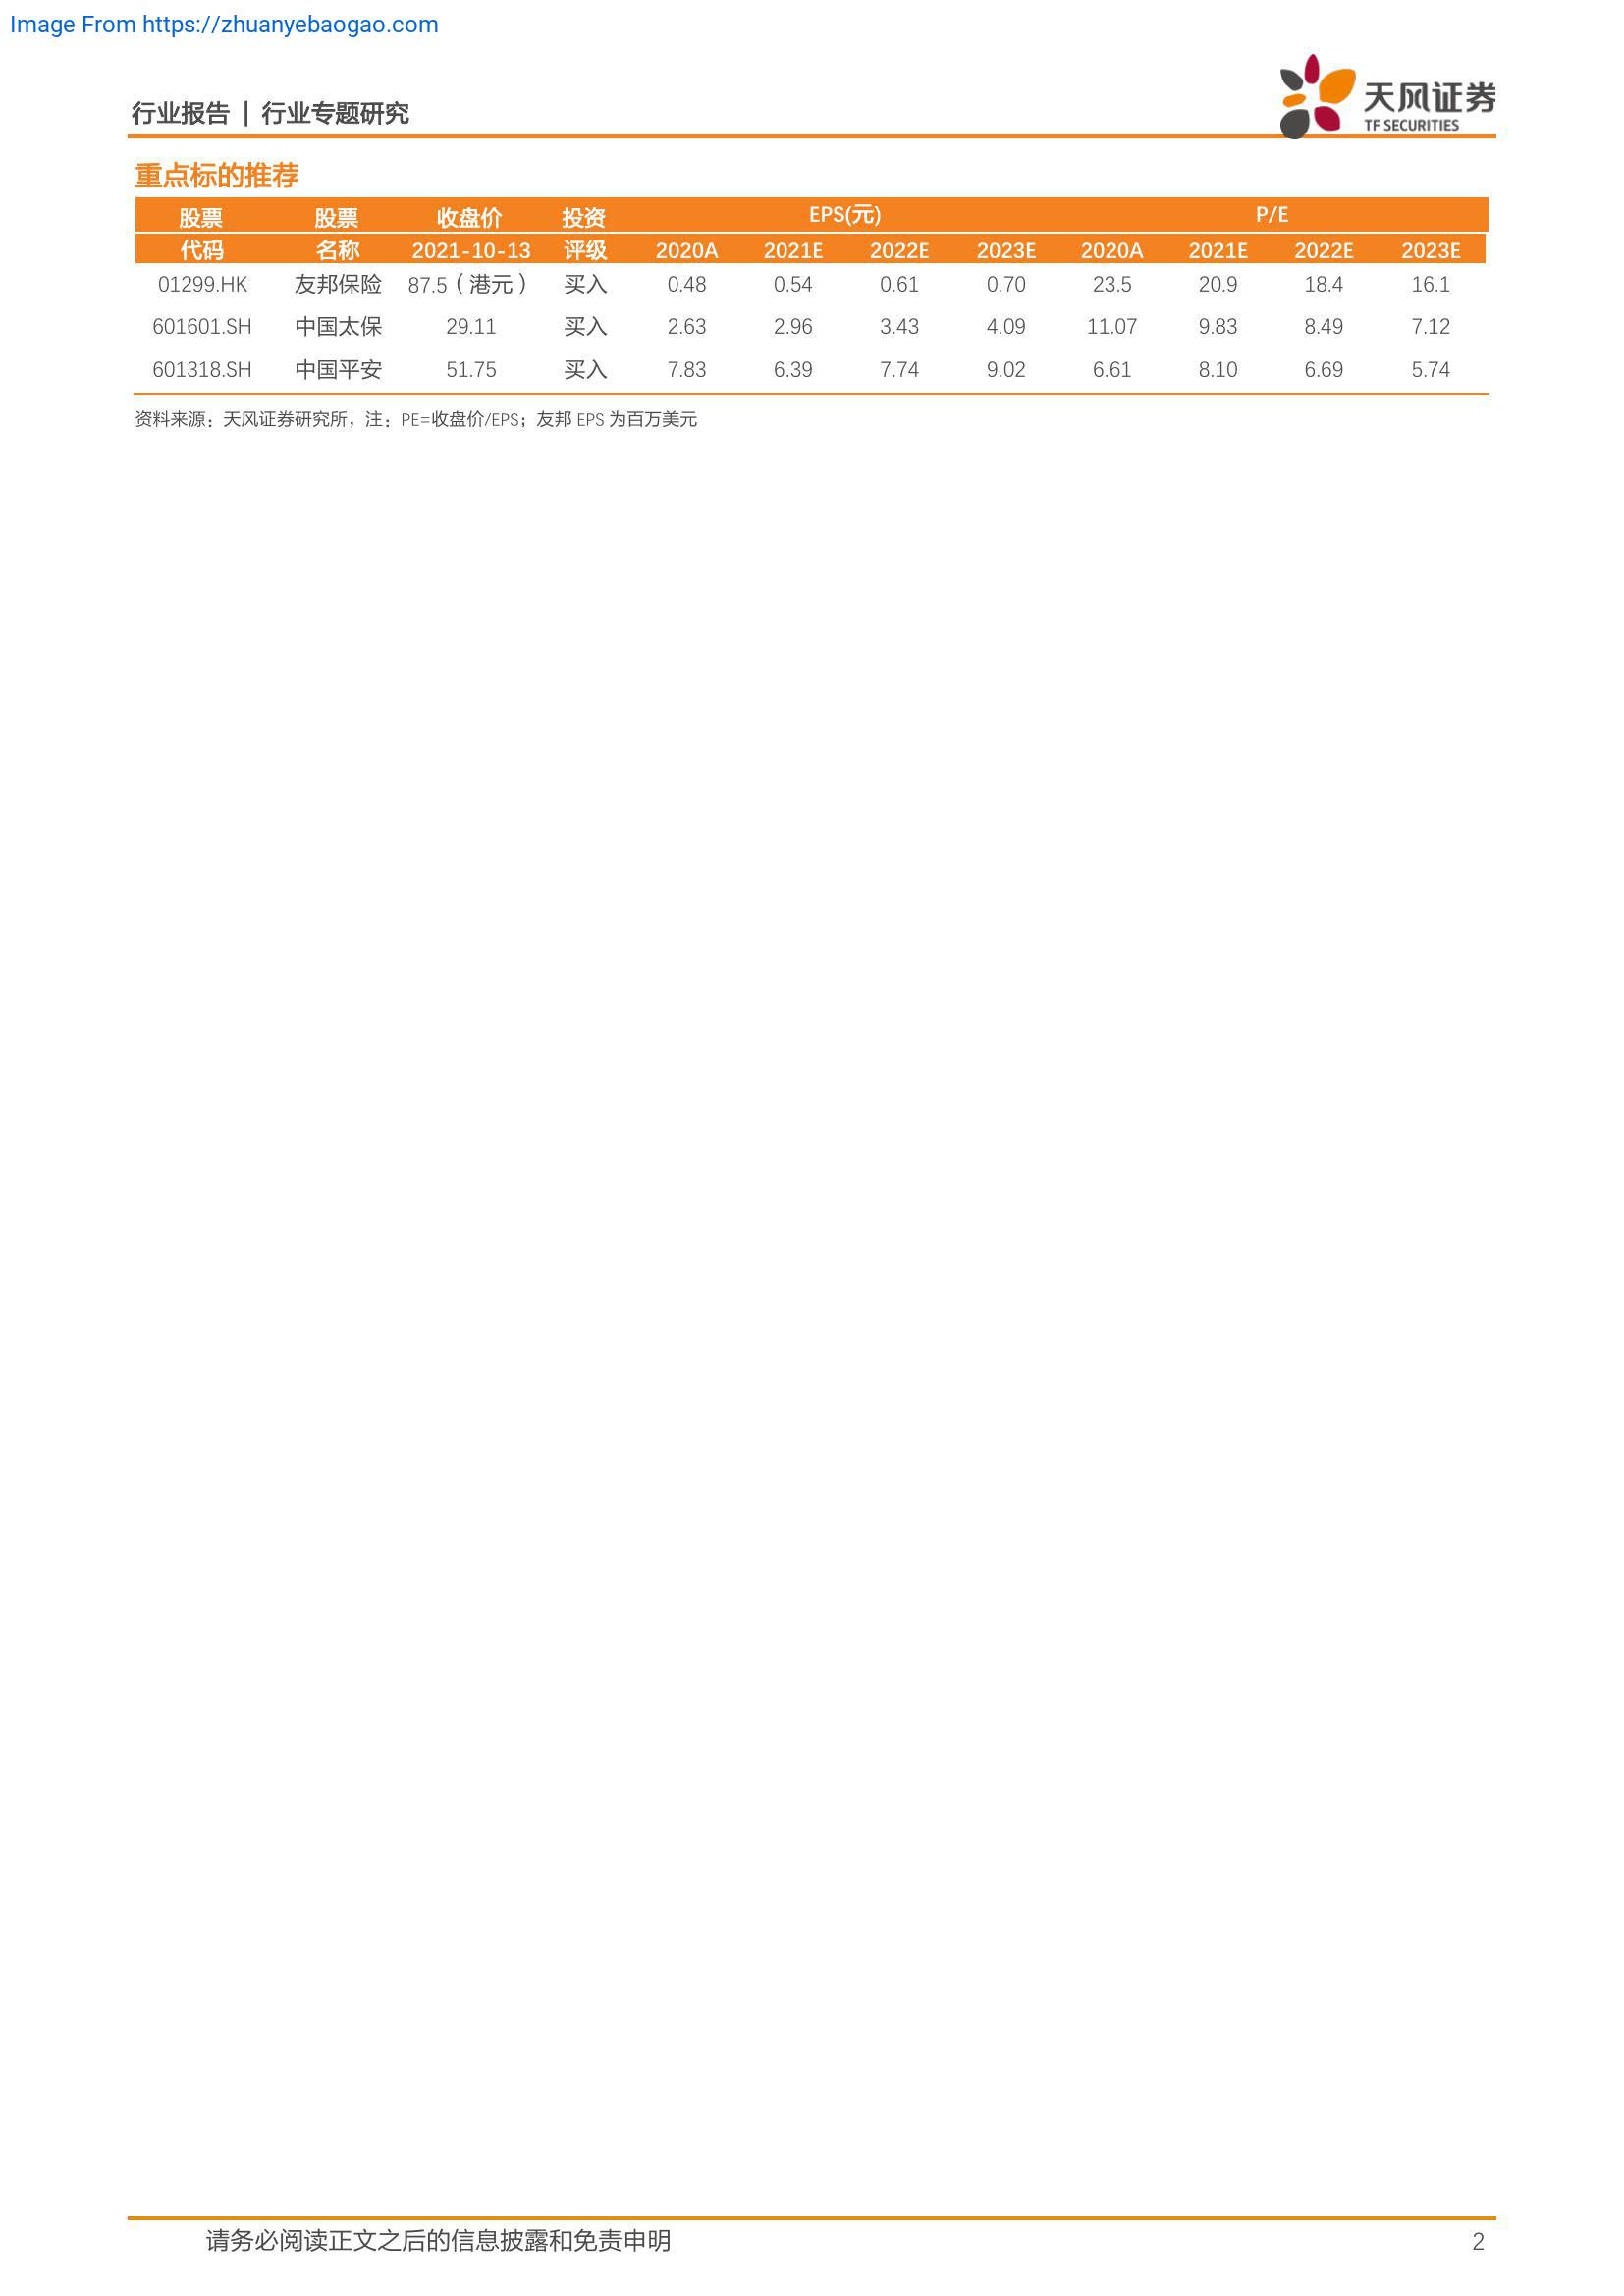 Image From https://zhuanyebaogao.com
行业报告 | 行业专题研究
天风证券
TF SECURITIES
重点标的推荐
股票 股票 收盘价 投资 EPS(元) P/E
代码 名称 2021-10-13 评级 2020A 2021E 2022E 2023E 2020A 2021E 2022E 2023E
01299.HK 友邦保险 87.5（港元） 买入 0.48 0.54 0.61 0.70 23.5 20.9 18.4 16.1
601601.SH 中国太保 29.11 买入 2.63 2.96 3.43 4.09 11.07 9.83 8.49 7.12
601318.SH 中国平安 51.75 买入 7.83 6.39 7.74 9.02 6.61 8.10 6.69 5.74
资料来源：天风证券研究所，注：PE=收盘价/EPS；友邦 EPS 为百万美元
请务必阅读正文之后的信息披露和免责申明 2